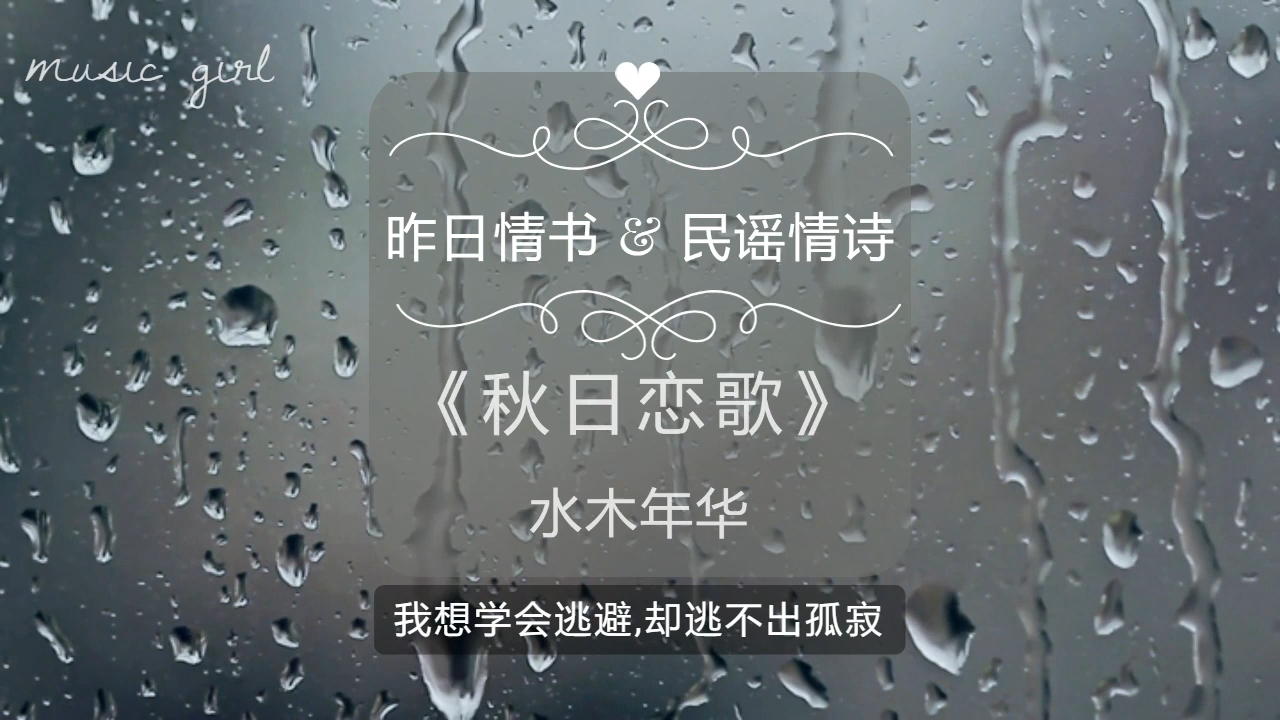 music girl
昨日情书 & 民谣情诗
《秋日恋歌》
水木年华
我想学会逃避,却逃不出孤寂